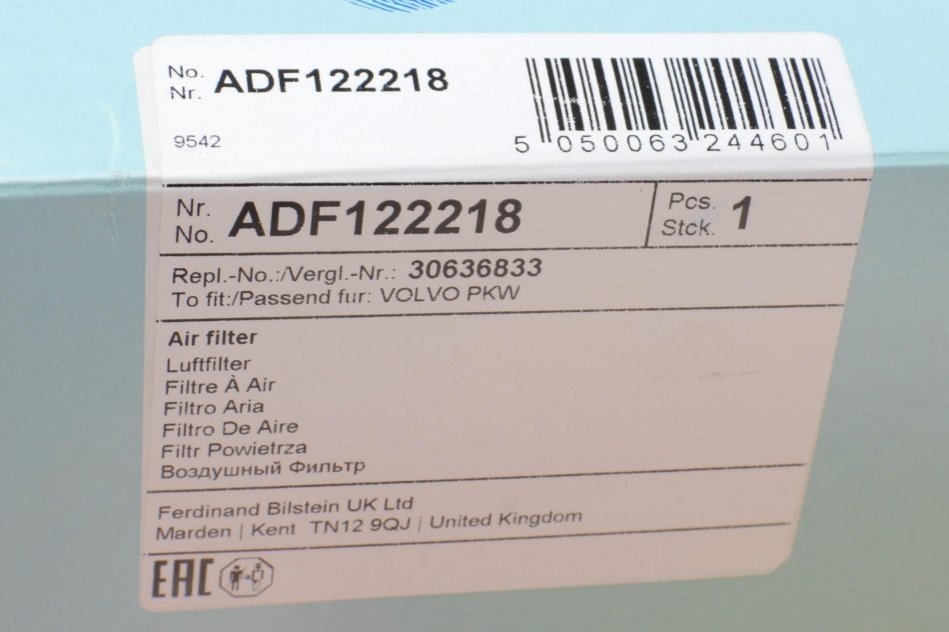 No.
Nr. ADF122218
9542
5 050063 244601
Nr.
No. ADF122218
Pcs.
Stck. 1
Repl.-No.:/Vergl.-Nr.: 30636833
To fit:/Passend fur: VOLVO PKW
Air filter
Luftfilter
Filtre À Air
Filtro Aria
Filtro De Aire
Filtr Powietrza
Воздушный Фильтр
Ferdinand Bilstein UK Ltd
Marden | Kent TN12 9QJ | United Kingdom
EAC